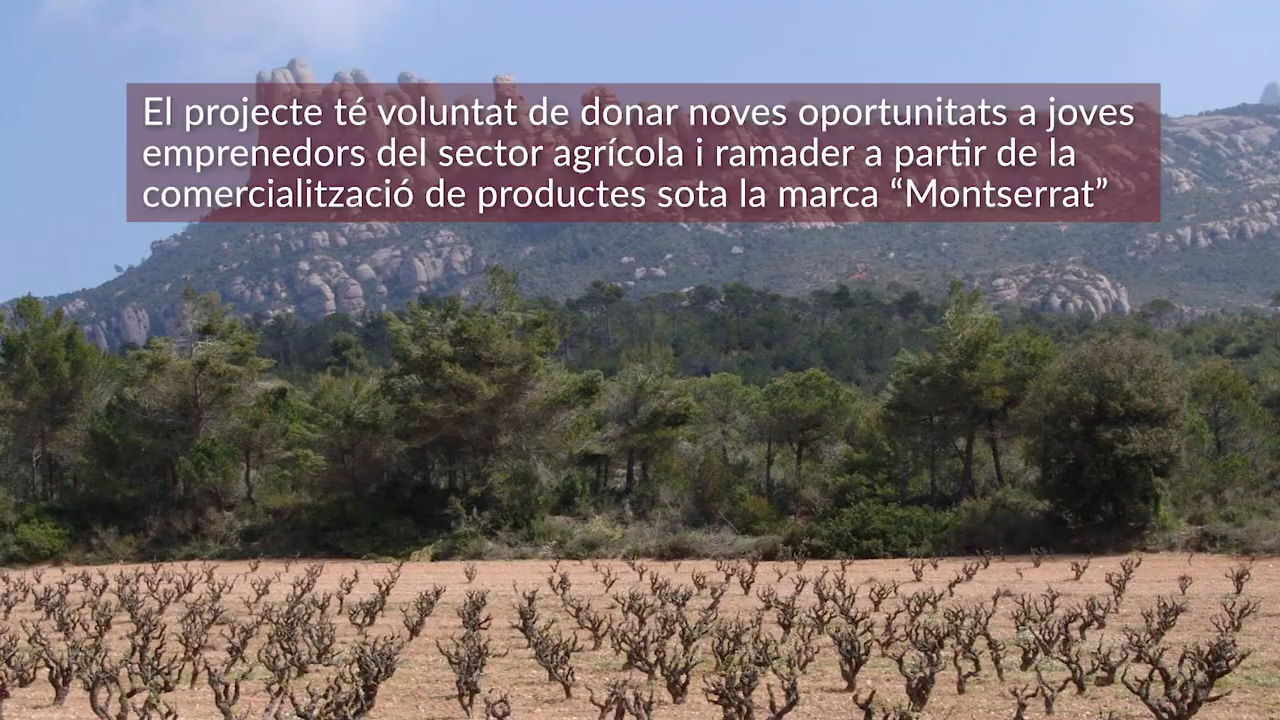 El projecte té voluntat de donar noves oportunitats a joves
emprenedors del sector agrícola i ramader a partir de la
comercialització de productes sota la marca “Montserrat”